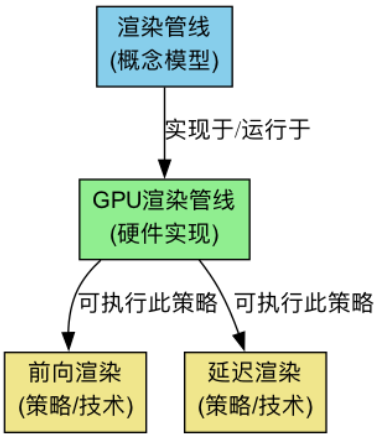 渲染管线
(概念模型)
实现于/运行于
GPU渲染管线
(硬件实现)
可执行此策略
可执行此策略
前向渲染
(策略/技术)
延迟渲染
(策略/技术)